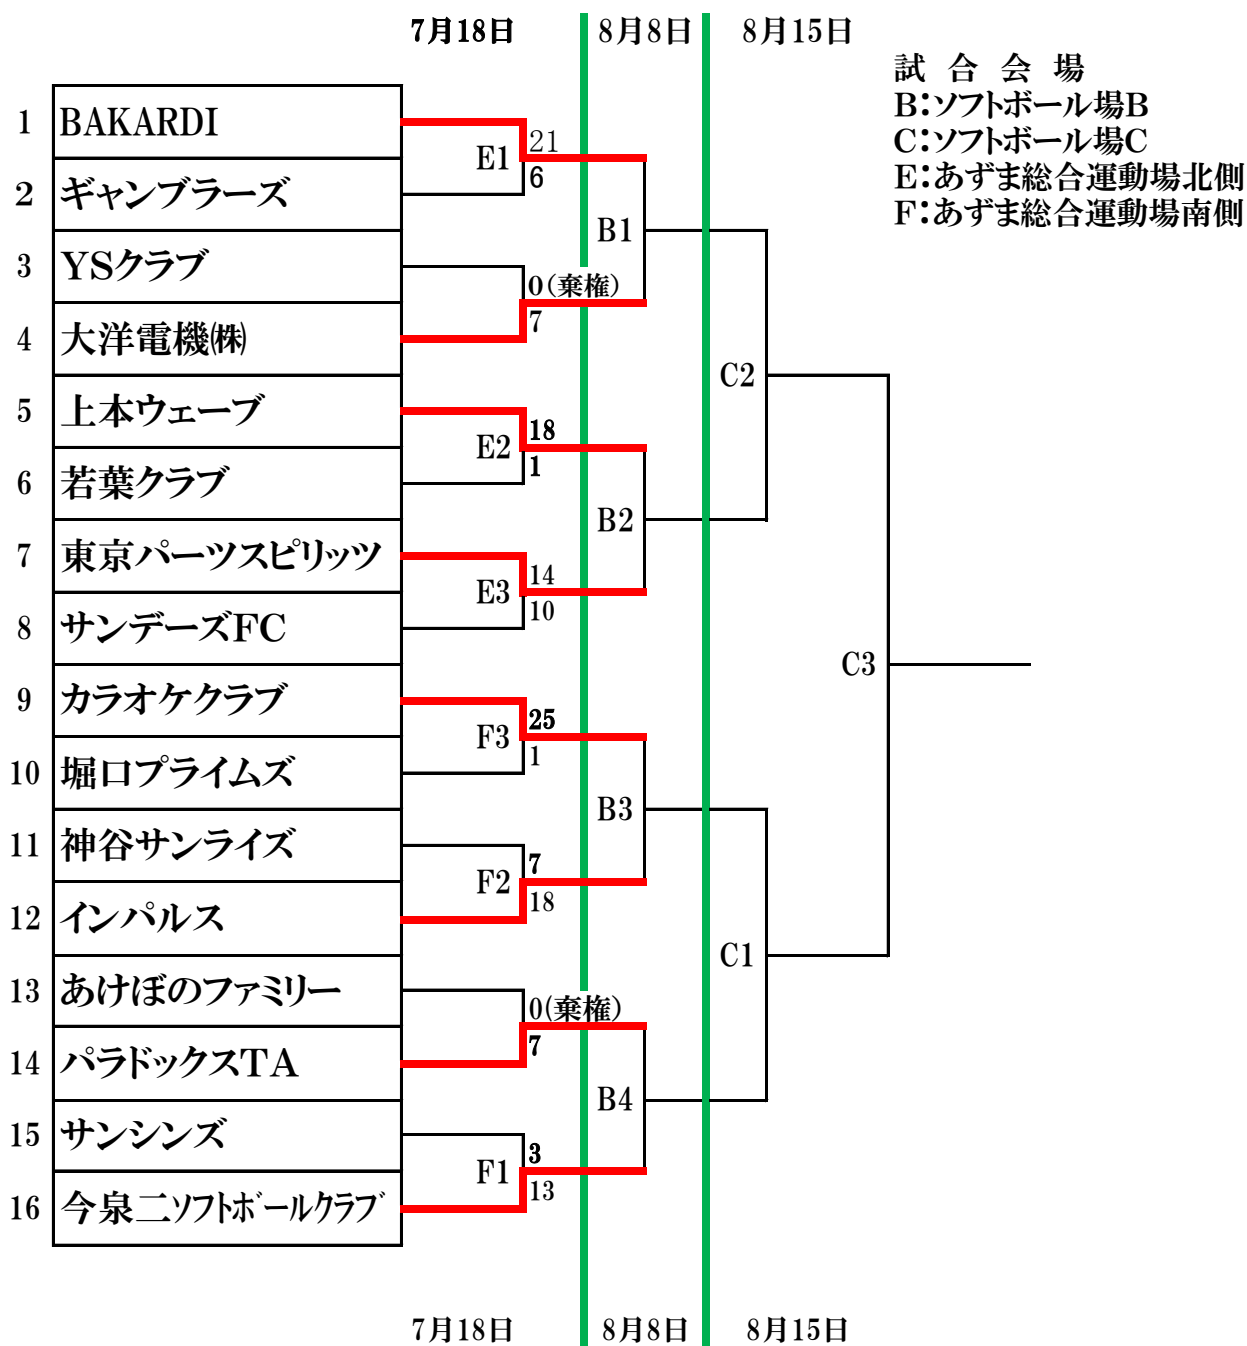 7月18日
8月8日
8月15日
試 合 会 場
B:ソフトボール場B
C:ソフトボール場C
E:あずま総合運動場北側
F:あずま総合運動場南側
1 BAKARDI
2 ギャンブラーズ
3 YSクラブ
4 大洋電機㈱
5 上本ウェーブ
6 若葉クラブ
7 東京パーツスピリッツ
8 サンデーズFC
9 カラオケクラブ
10 堀口プライムズ
11 神谷サンライズ
12 インパルス
13 あけぼのファミリー
14 パラドックスTA
15 サンシンズ
16 今泉二ソフトボールクラブ
E1
21
6
0(棄権)
7
E2
18
1
E3
14
10
F3
25
1
F2
7
18
0(棄権)
7
F1
3
13
B1
B2
B3
B4
C2
C1
C3
7月18日
8月8日
8月15日